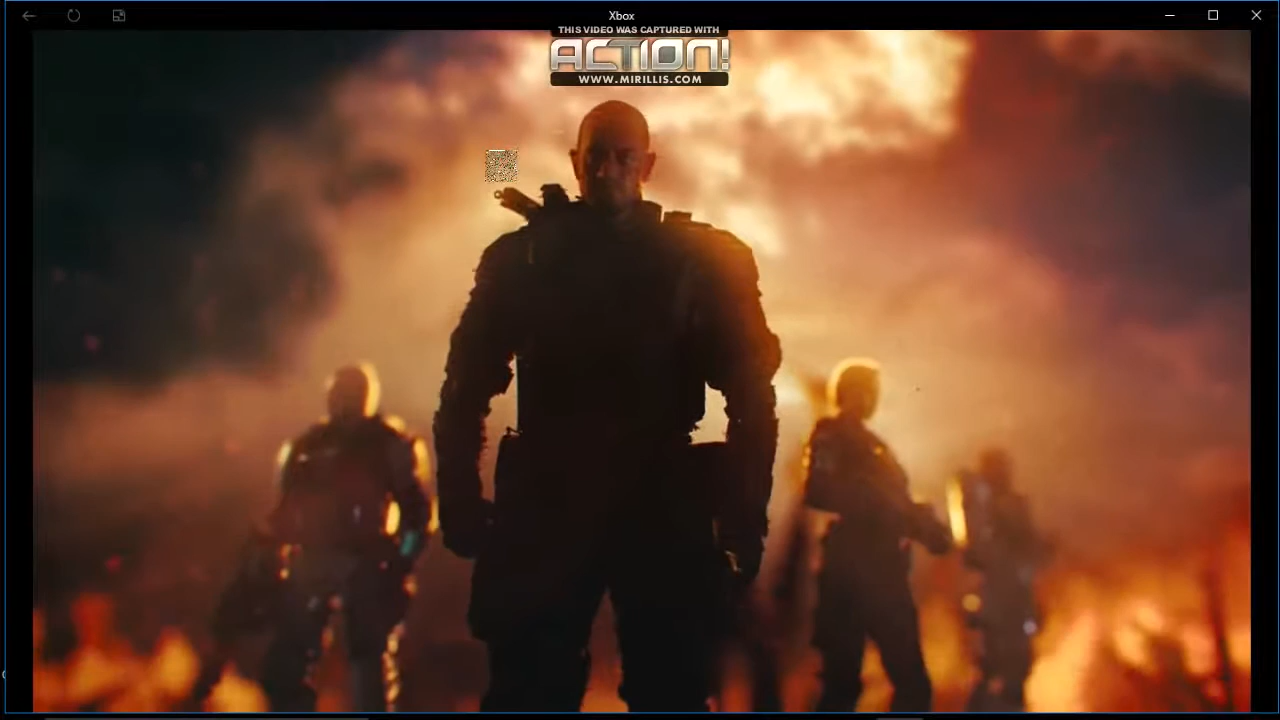 Xbox
THIS VIDEO WAS CAPTURED WITH
ACTION!
WWW.MIRILLIS.COM